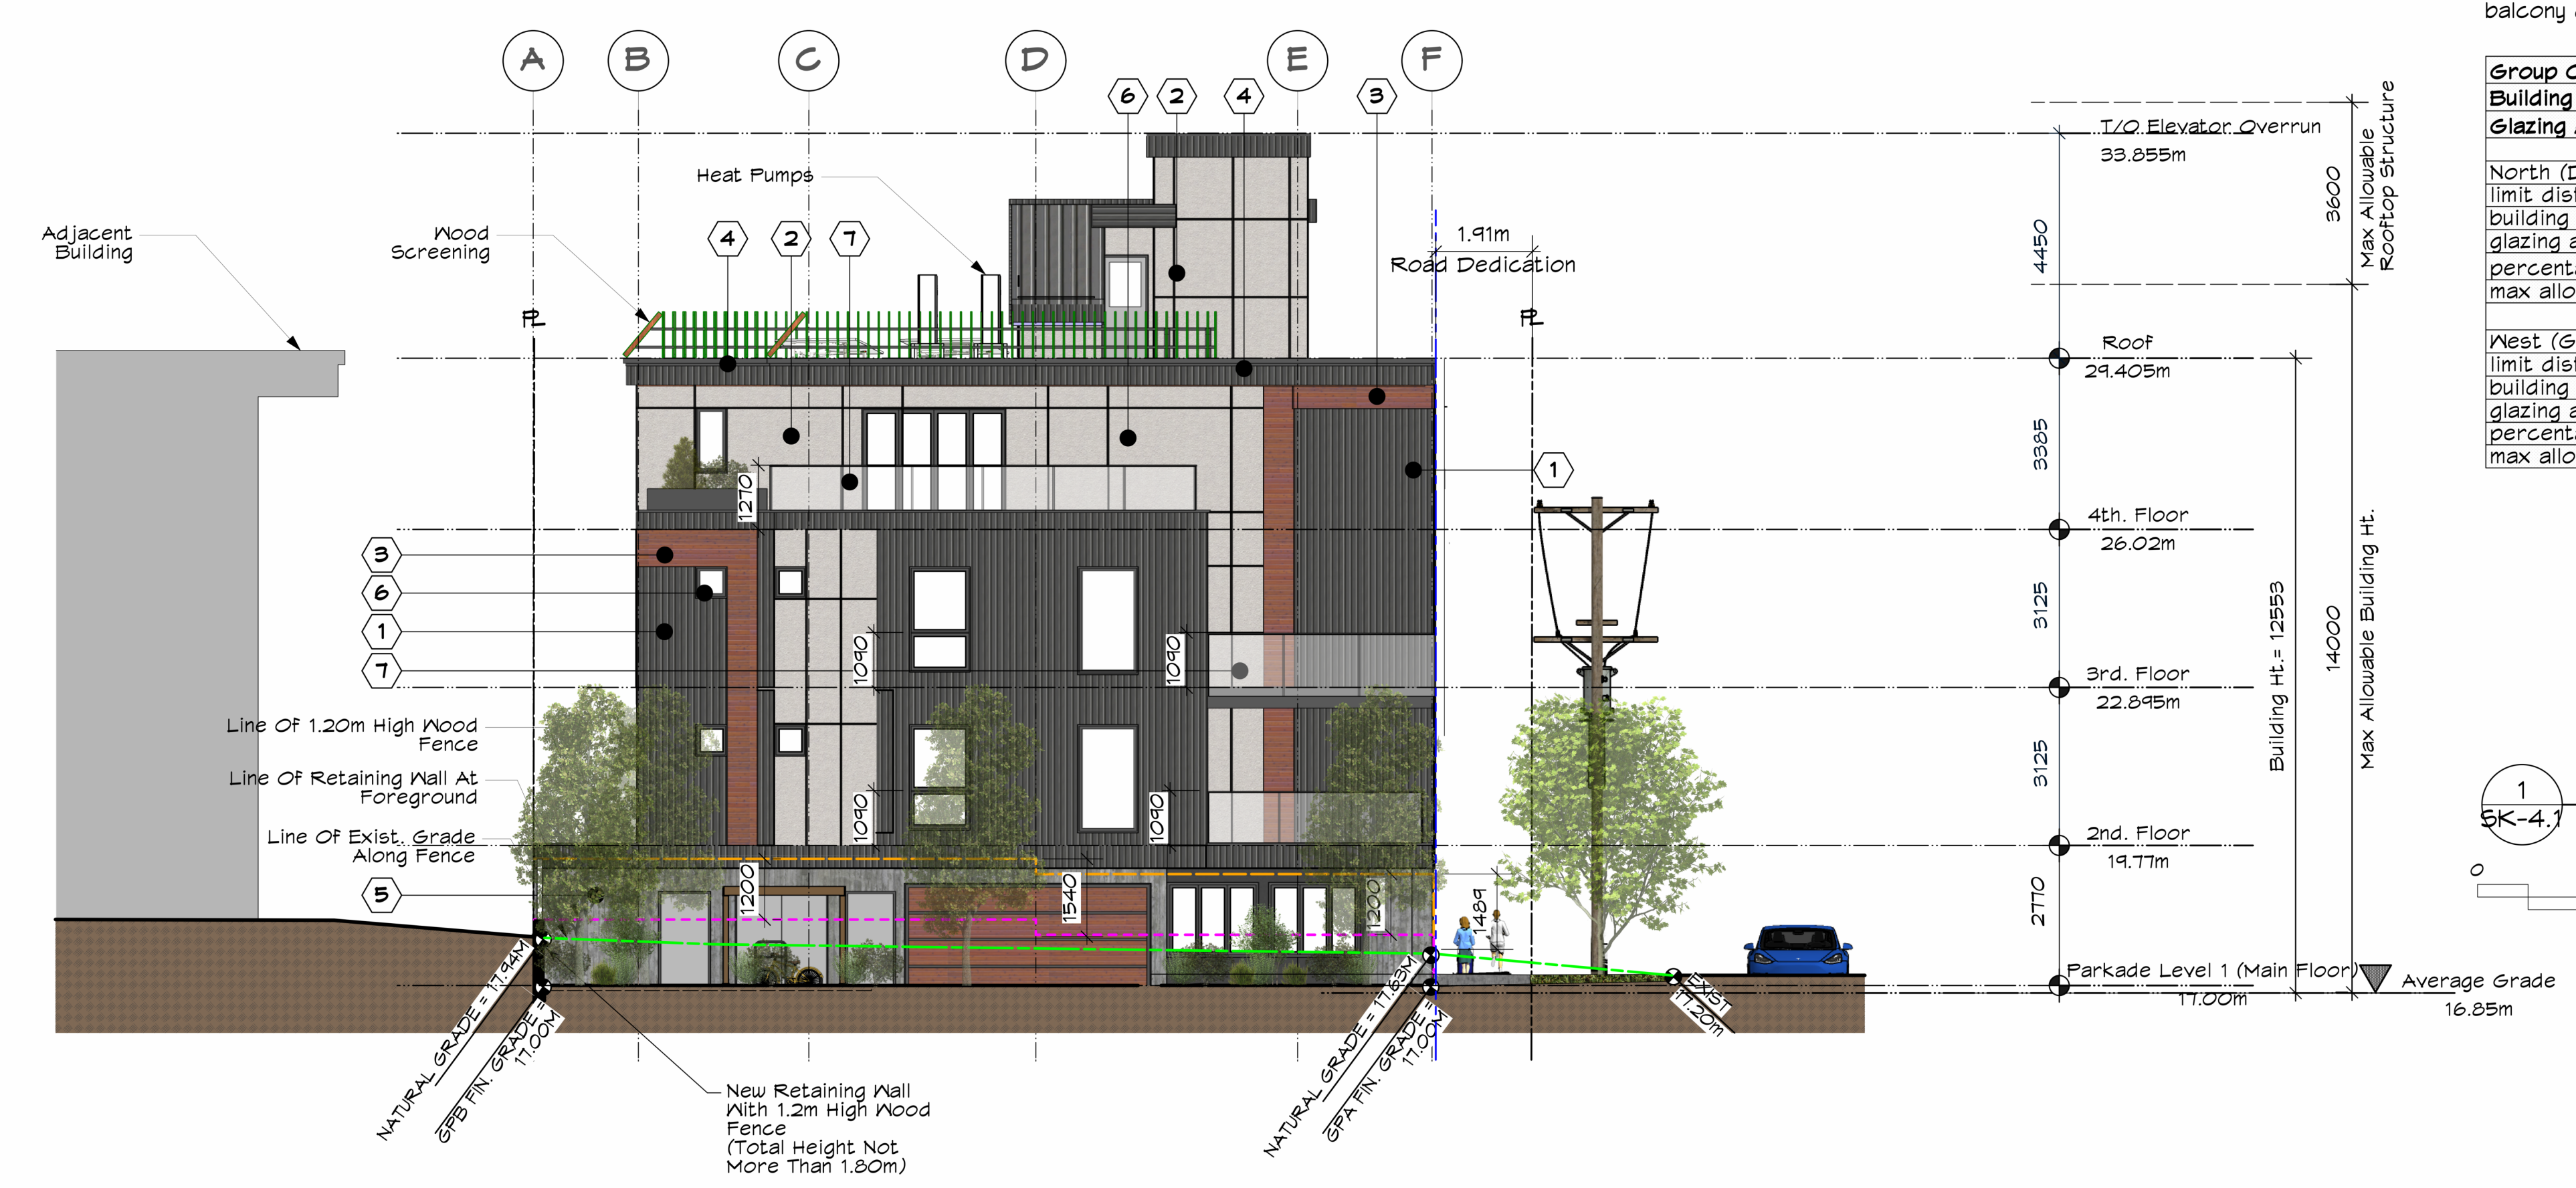 balcony
A
B
C
D
E
F
6
2
4
3
T/O Elevator Overrun
33.855m
Max Allowable
Rooftop Structure
3600
Heat Pumps
Adjacent
Building
Wood
Screening
4
2
7
1.91m
Road Dedication
4450
PL
PL
Roof
29.405m
3385
1
1270
4th. Floor
26.02m
3
6
1
7
1090
1090
3125
Building Ht.= 12553
14000
Max Allowable Building Ht.
3rd. Floor
22.895m
Line Of 1.20m High Wood
Fence
Line Of Retaining Wall At
Foreground
Line Of Exist. Grade
Along Fence
1090
1090
3125
2nd. Floor
19.77m
5
1200
1540
1200
1489
2770
Parkade Level 1 (Main Floor)
17.00m
Average Grade
16.85m
NATURAL GRADE = 17.94M
GPB FIN. GRADE =
17.00M
NATURAL GRADE = 17.63M
GPA FIN. GRADE =
17.00M
EXIST
17.20m
New Retaining Wall
With 1.2m High Wood
Fence
(Total Height Not
More Than 1.80m)
Group
Building
Glazing
North
limit
building
glazing
max
West
limit
building
glazing
max
1
SK-4.1
0